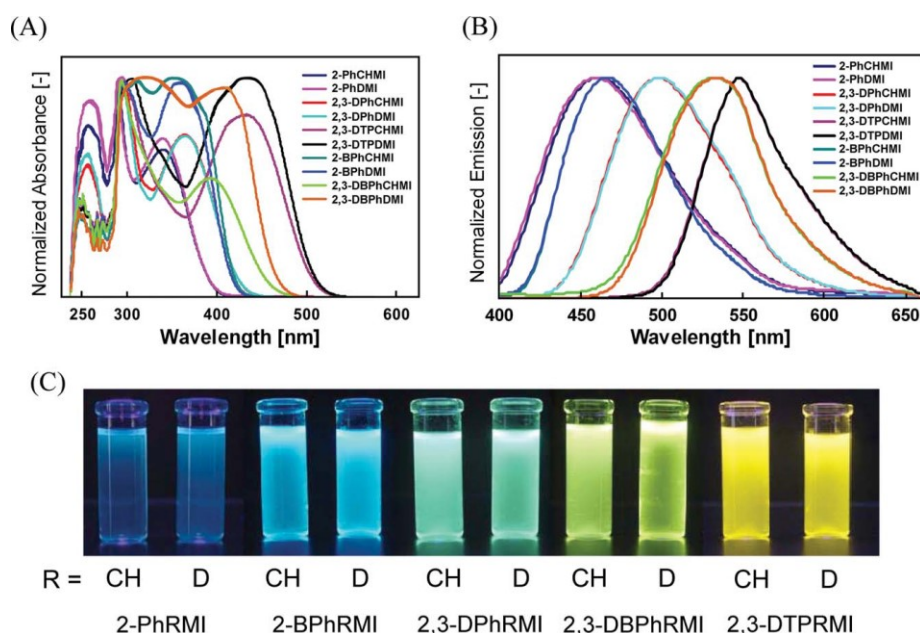 (A)
Normalized Absorbance [-]
2-PhCHMI
2-PhDMI
2,3-DPhCHMI
2,3-DPhDMI
2,3-DTPCHMI
2,3-DTPDMI
2-BPhCHMI
2-BPhDMI
2,3-DBPhCHMI
2,3-DBPhDMI
250 300 400 500 600
Wavelength [nm]
(B)
Normalized Emission [-]
2-PhCHMI
2-PhDMI
2,3-DPhCHMI
2,3-DPhDMI
2,3-DTPCHMI
2,3-DTPDMI
2-BPhCHMI
2-BPhDMI
2,3-DBPhCHMI
2,3-DBPhDMI
400 450 500 550 600 650
Wavelength [nm]
(C)
R = CH D CH D CH D CH D CH D
2-PhRMI 2-BPhRMI 2,3-DPhRMI 2,3-DBPhRMI 2,3-DTPRMI